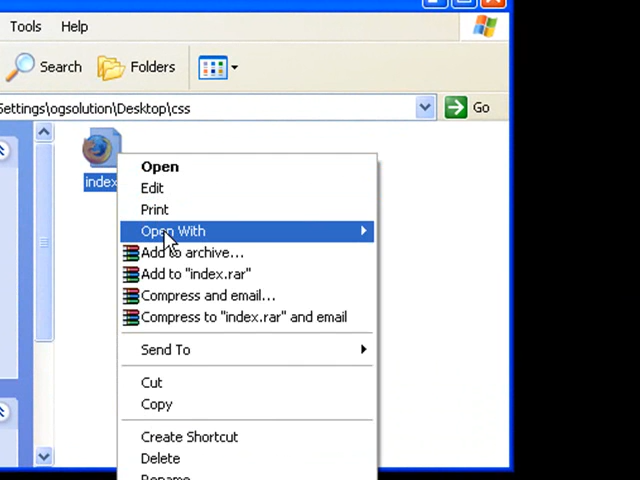 Tools Help
Search Folders
Settings\ogsolution\Desktop\css Go
index
Open
Edit
Print
Open With
Add to archive...
Add to "index.rar"
Compress and email...
Compress to "index.rar" and email
Send To
Cut
Copy
Create Shortcut
Delete
Rename